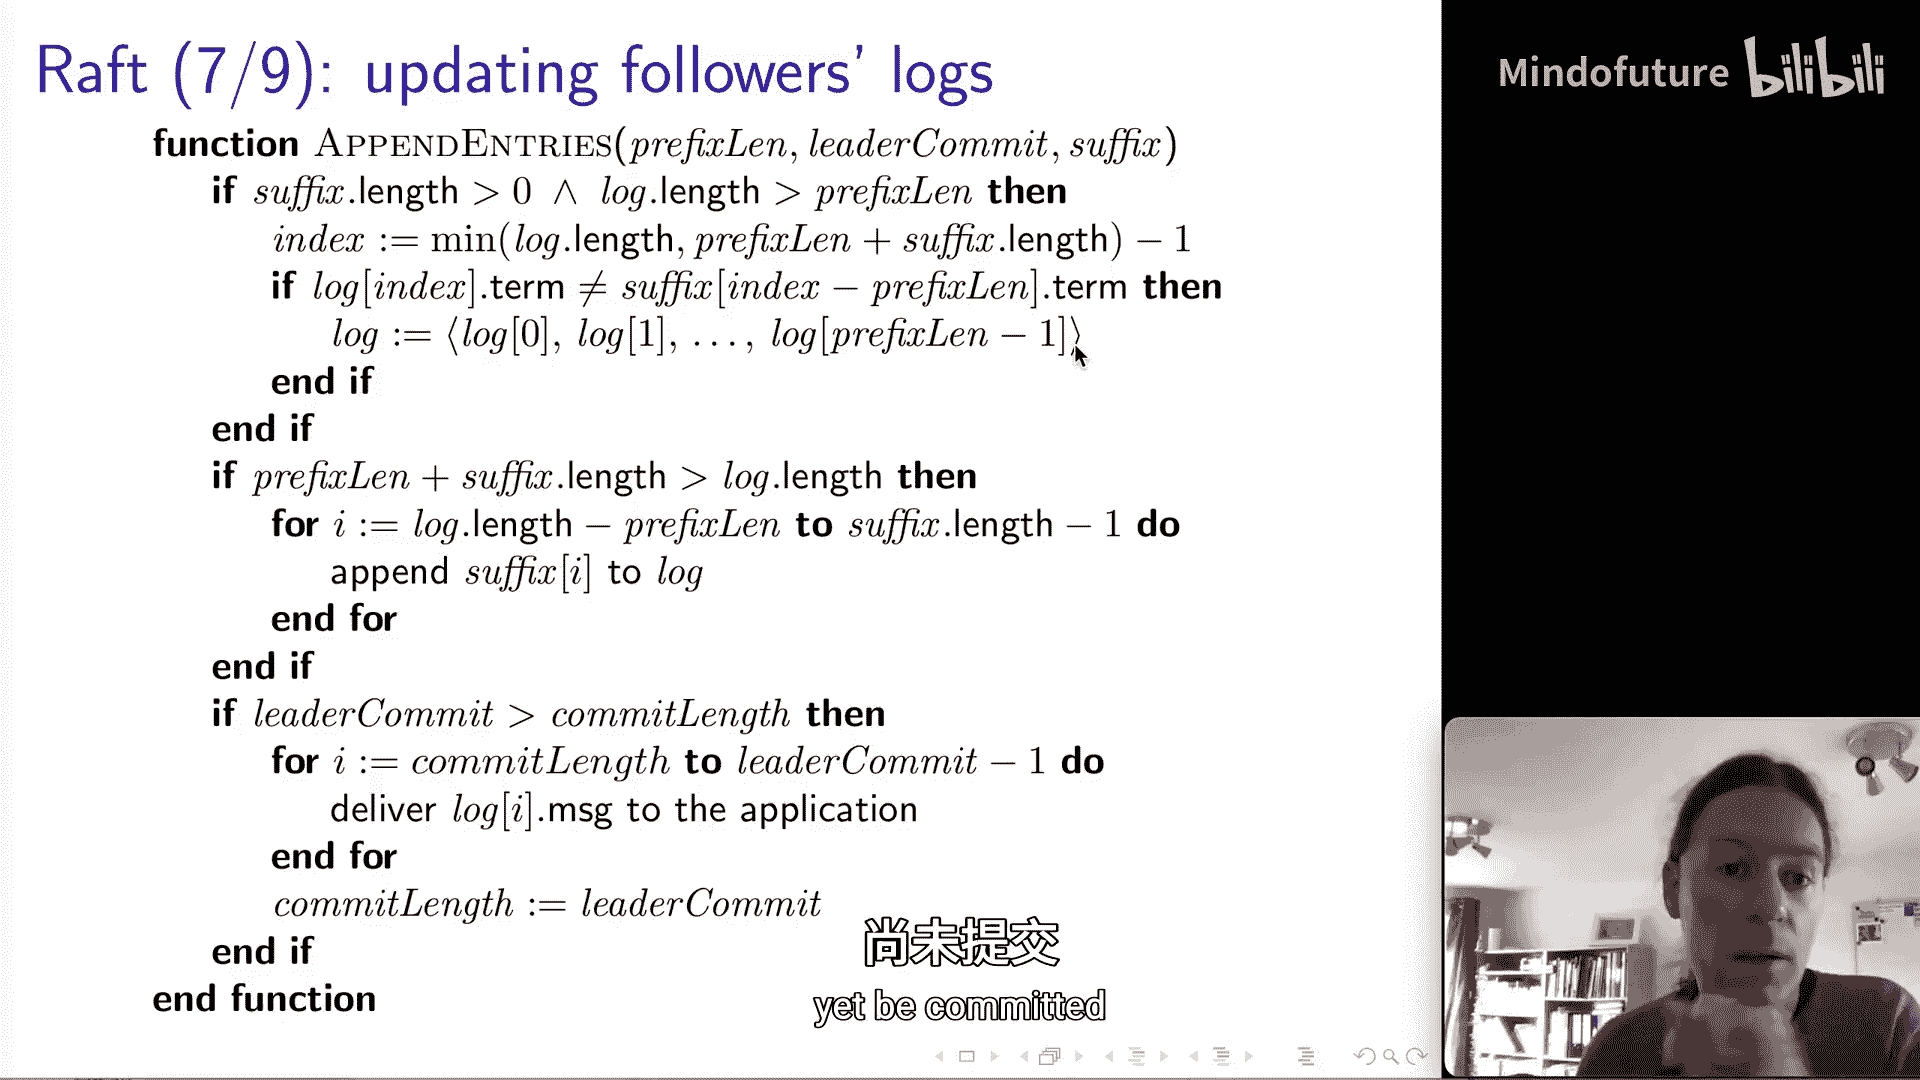 Raft (7/9): updating followers’ logs
Mindofuture bilibili
function APPENDENTRIES(prefixLen, leaderCommit, suffix)
if suffix.length > 0 ∧ log.length > prefixLen then
index := min(log.length, prefixLen + suffix.length) − 1
if log[index].term ≠ suffix[index − prefixLen].term then
log := ⟨log[0], log[1], . . . , log[prefixLen − 1]⟩
end if
end if
if prefixLen + suffix.length > log.length then
for i := log.length − prefixLen to suffix.length − 1 do
append suffix[i] to log
end for
end if
if leaderCommit > commitLength then
for i := commitLength to leaderCommit − 1 do
deliver log[i].msg to the application
end for
commitLength := leaderCommit
end if
end function
尚未提交
yet be committed